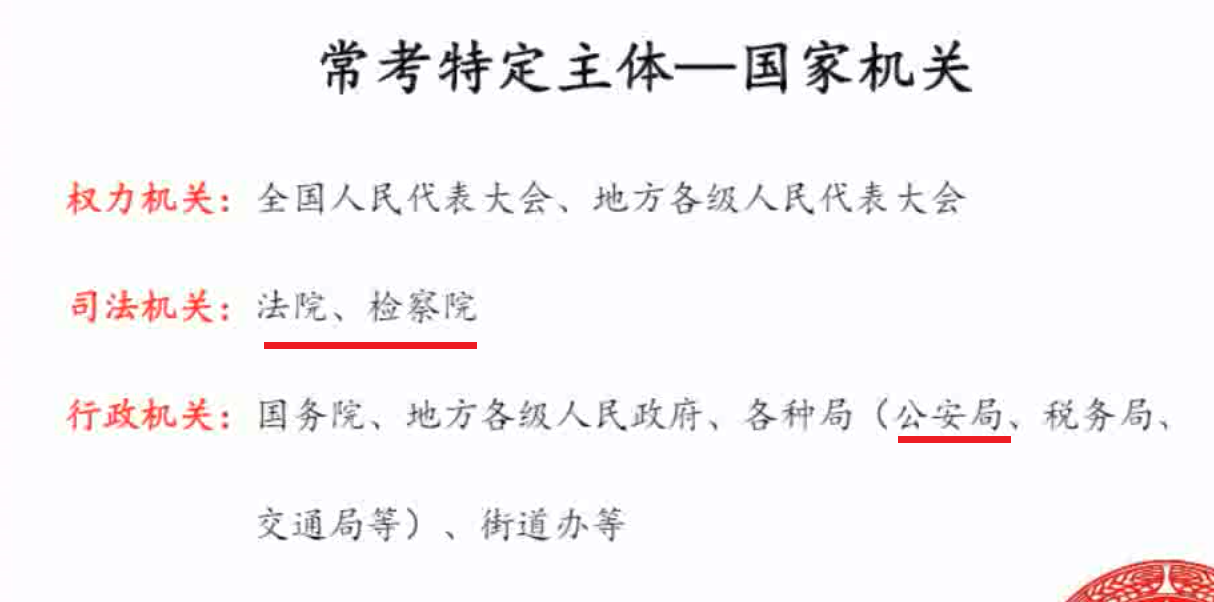 常考特定主体—国家机关
权力机关：全国人民代表大会、地方各级人民代表大会
司法机关：法院、检察院
行政机关：国务院、地方各级人民政府、各种局（公安局、税务局、
交通局等）、街道办等